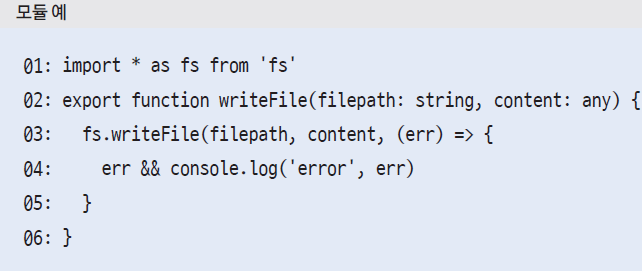 모듈 예
01: import * as fs from 'fs'
02: export function writeFile(filepath: string, content: any) {
03:   fs.writeFile(filepath, content, (err) => {
04:     err && console.log('error', err)
05:   }
06: }